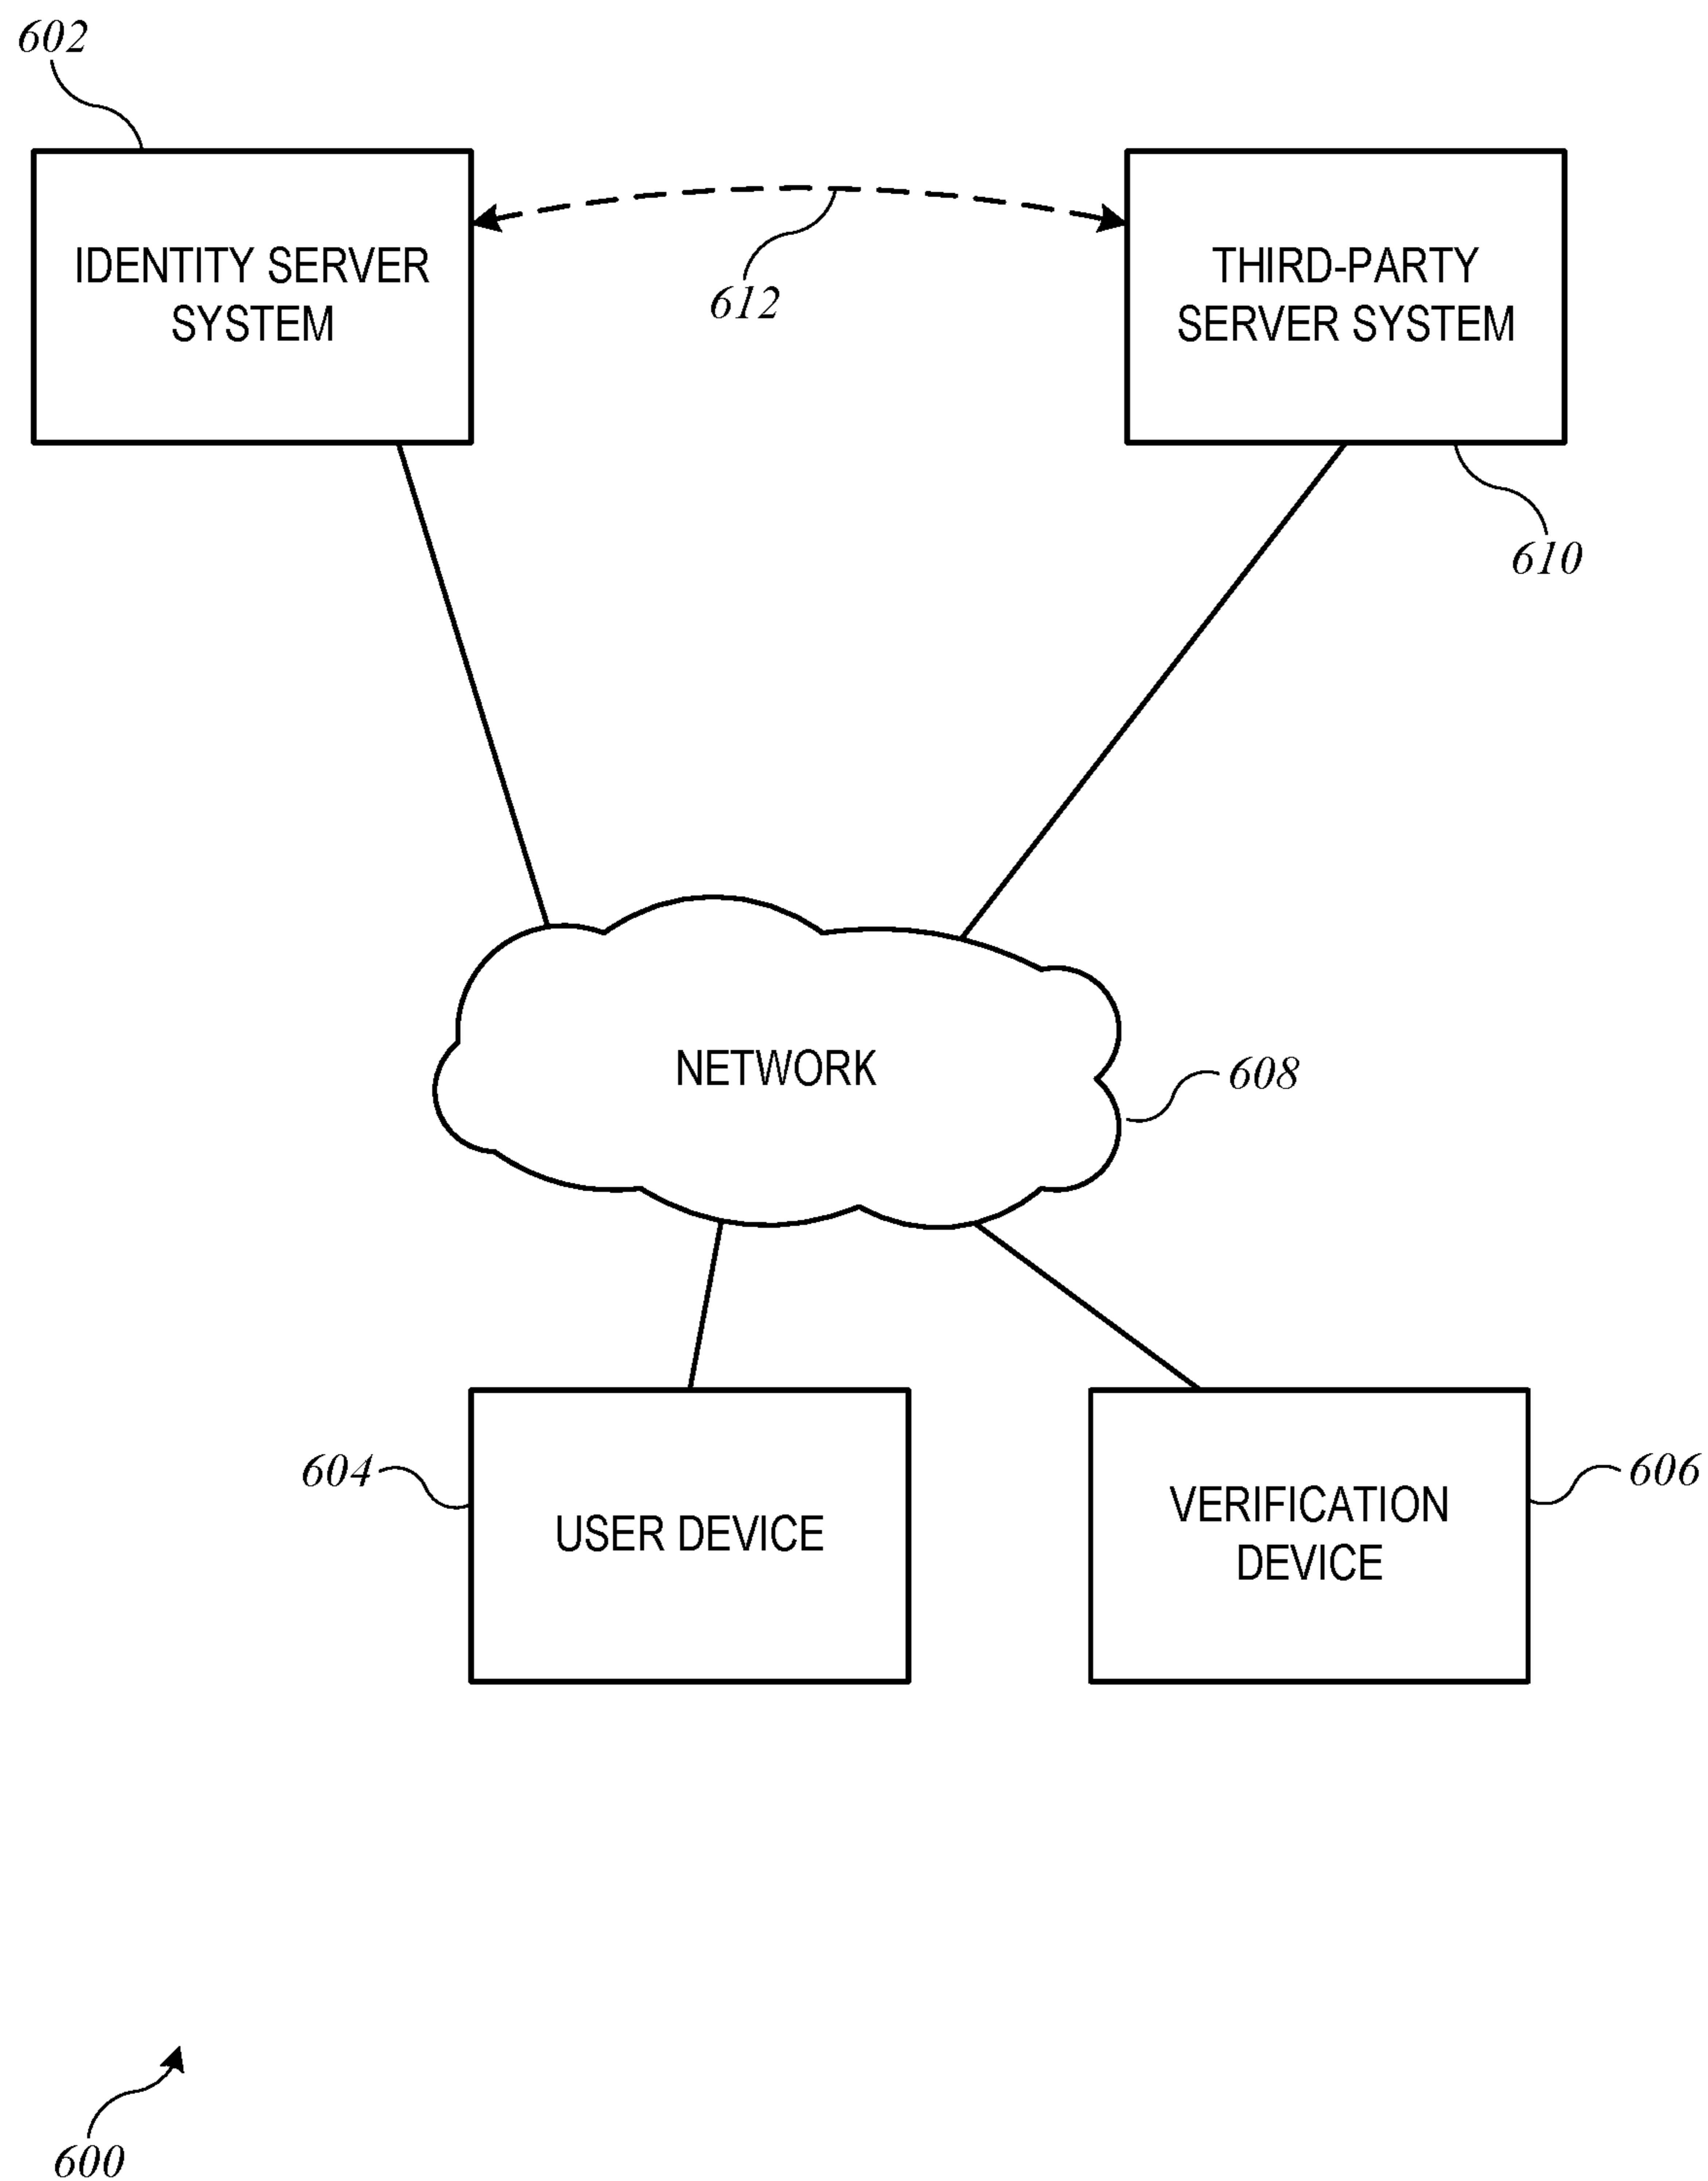 602
IDENTITY SERVER
SYSTEM
612
THIRD-PARTY
SERVER SYSTEM
610
NETWORK
608
604
USER DEVICE
VERIFICATION
DEVICE
606
600